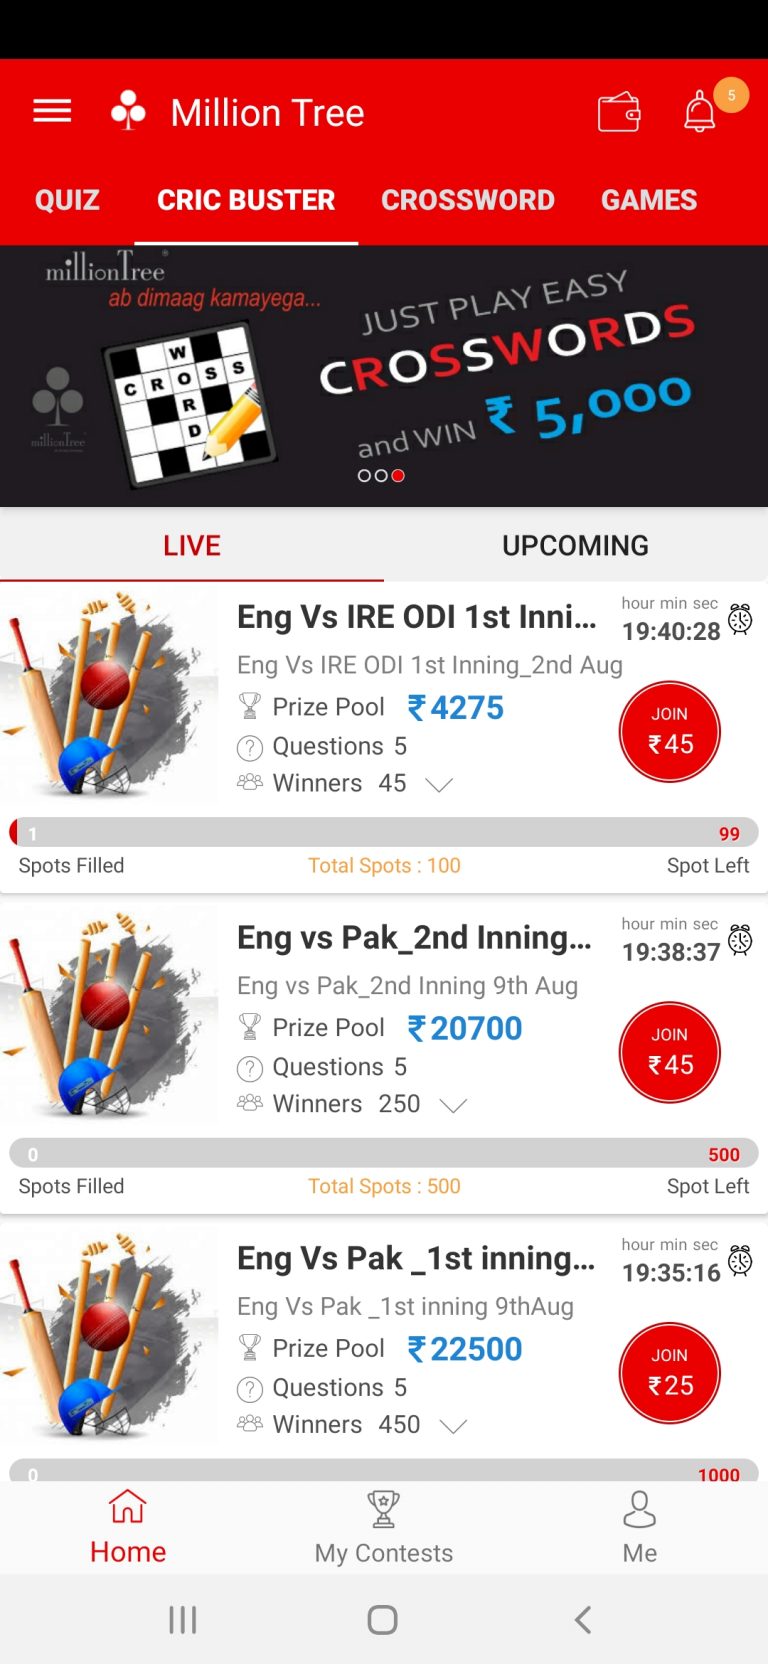 Million Tree
5
QUIZ CRIC BUSTER CROSSWORD GAMES
millionTree®
ab dimaag kamayega...
JUST PLAY EASY
CROSSWORDS
and WIN ₹ 5,000
W
CROSS
R
D
millionTree
LIVE UPCOMING
Eng Vs IRE ODI 1st Inni...
hour min sec
19:40:28
Eng Vs IRE ODI 1st Inning_2nd Aug
Prize Pool ₹4275
JOIN
₹45
Questions 5
Winners 45
1 99
Spots Filled Total Spots : 100 Spot Left
Eng vs Pak_2nd Inning...
hour min sec
19:38:37
Eng vs Pak_2nd Inning 9th Aug
Prize Pool ₹20700
JOIN
₹45
Questions 5
Winners 250
0 500
Spots Filled Total Spots : 500 Spot Left
Eng Vs Pak _1st inning...
hour min sec
19:35:16
Eng Vs Pak _1st inning 9thAug
Prize Pool ₹22500
JOIN
₹25
Questions 5
Winners 450
0 1000
Home My Contests Me